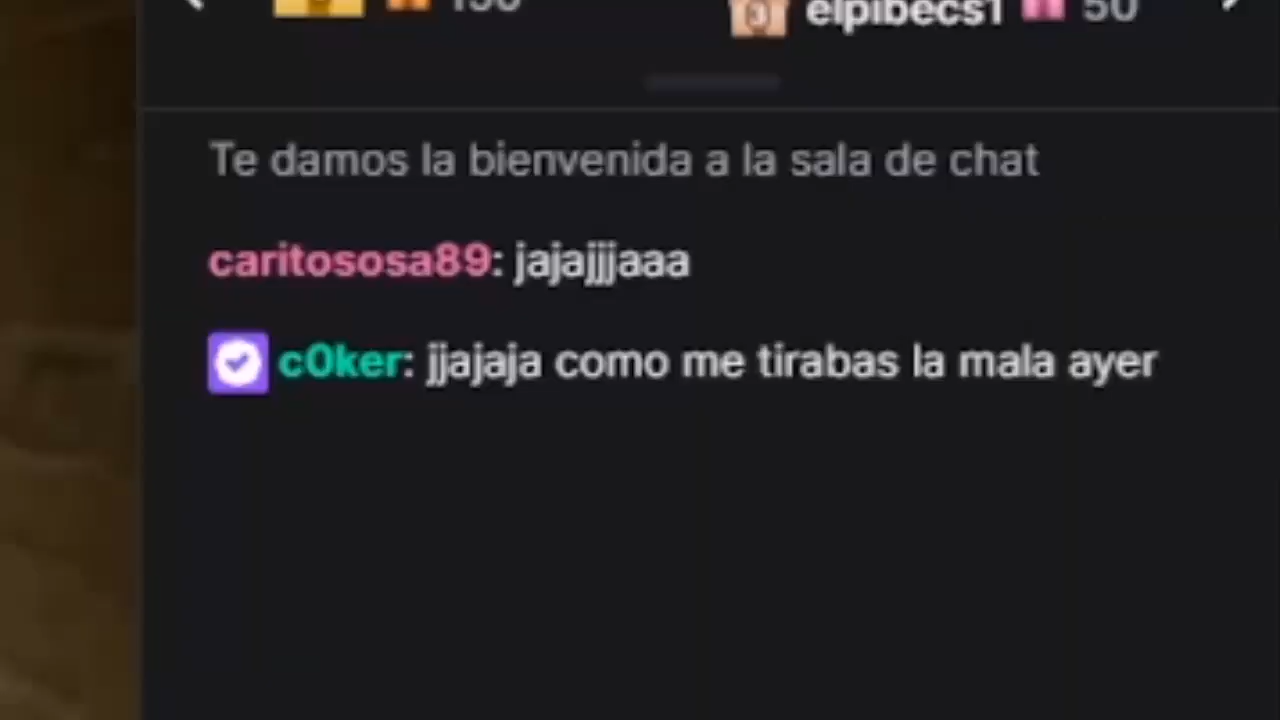 150
elpibecs1 50
Te damos la bienvenida a la sala de chat
caritososa89: jajajjjaaa
c0ker: jjajaja como me tirabas la mala ayer